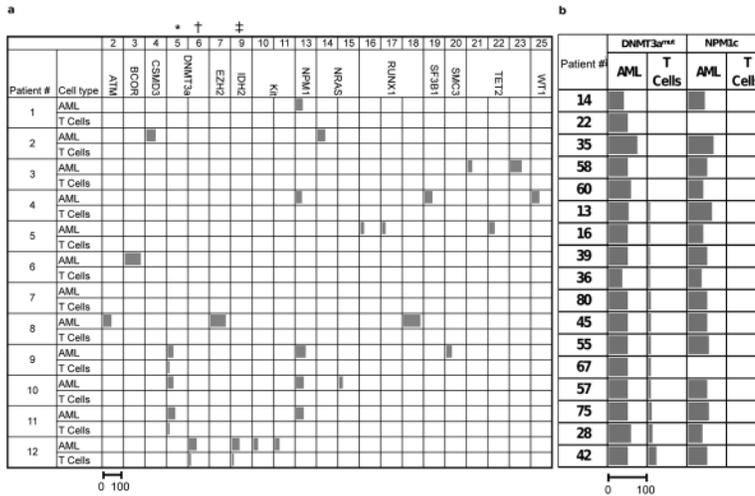 a
* † ‡
2 3 4 5 6 7 9 10 11 13 14 15 16 17 18 19 20 21 22 23 25
Patient # Cell type ATM BCOR CSMD3 DNMT3a EZH2 IDH2 Kit NPM1 NRAS RUNX1 SF3B1 SMC3 TET2 WT1
1 AML
T Cells
2 AML
T Cells
3 AML
T Cells
4 AML
T Cells
5 AML
T Cells
6 AML
T Cells
7 AML
T Cells
8 AML
T Cells
9 AML
T Cells
10 AML
T Cells
11 AML
T Cells
12 AML
T Cells
0 100
b
DNMT3aᵐᵘᵗ NPM1c
Patient# AML T Cells AML T Cells
14
22
35
58
60
13
16
39
36
80
45
55
67
57
75
28
42
0 100